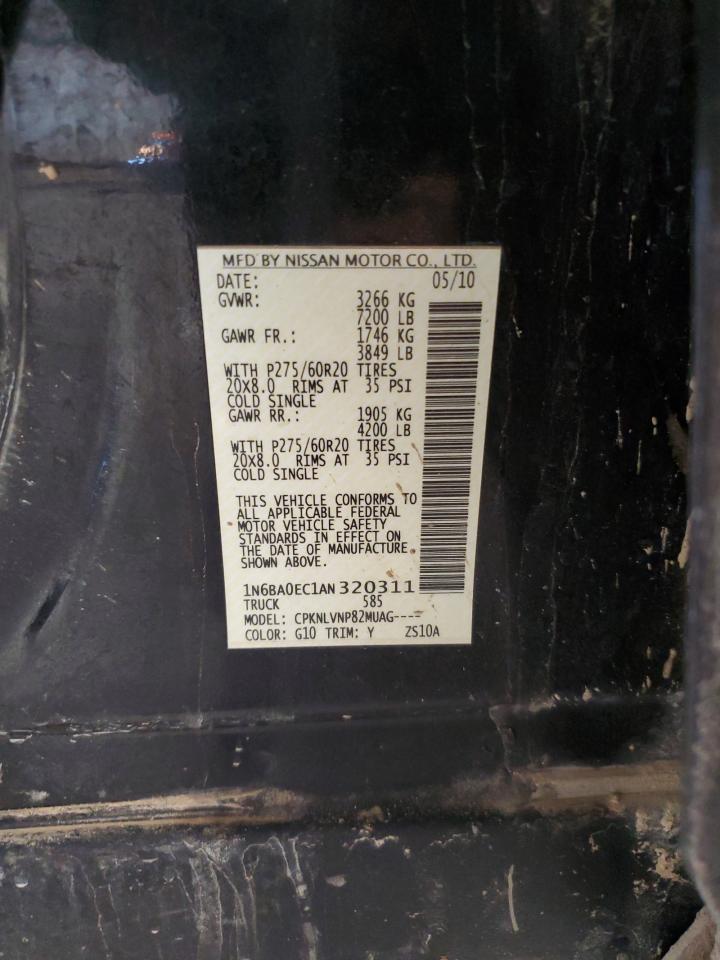 MFD BY NISSAN MOTOR CO., LTD.
DATE: 05/10
GVWR: 3266 KG
7200 LB
GAWR FR.: 1746 KG
3849 LB
WITH P275/60R20 TIRES
20X8.0 RIMS AT 35 PSI
COLD SINGLE
GAWR RR.: 1905 KG
4200 LB
WITH P275/60R20 TIRES
20X8.0 RIMS AT 35 PSI
COLD SINGLE
THIS VEHICLE CONFORMS TO
ALL APPLICABLE FEDERAL
MOTOR VEHICLE SAFETY
STANDARDS IN EFFECT ON
THE DATE OF MANUFACTURE
SHOWN ABOVE.
1N6BA0EC1AN320311
TRUCK 585
MODEL: CPKNLVNP82MUAG----
COLOR: G10 TRIM: Y ZS10A